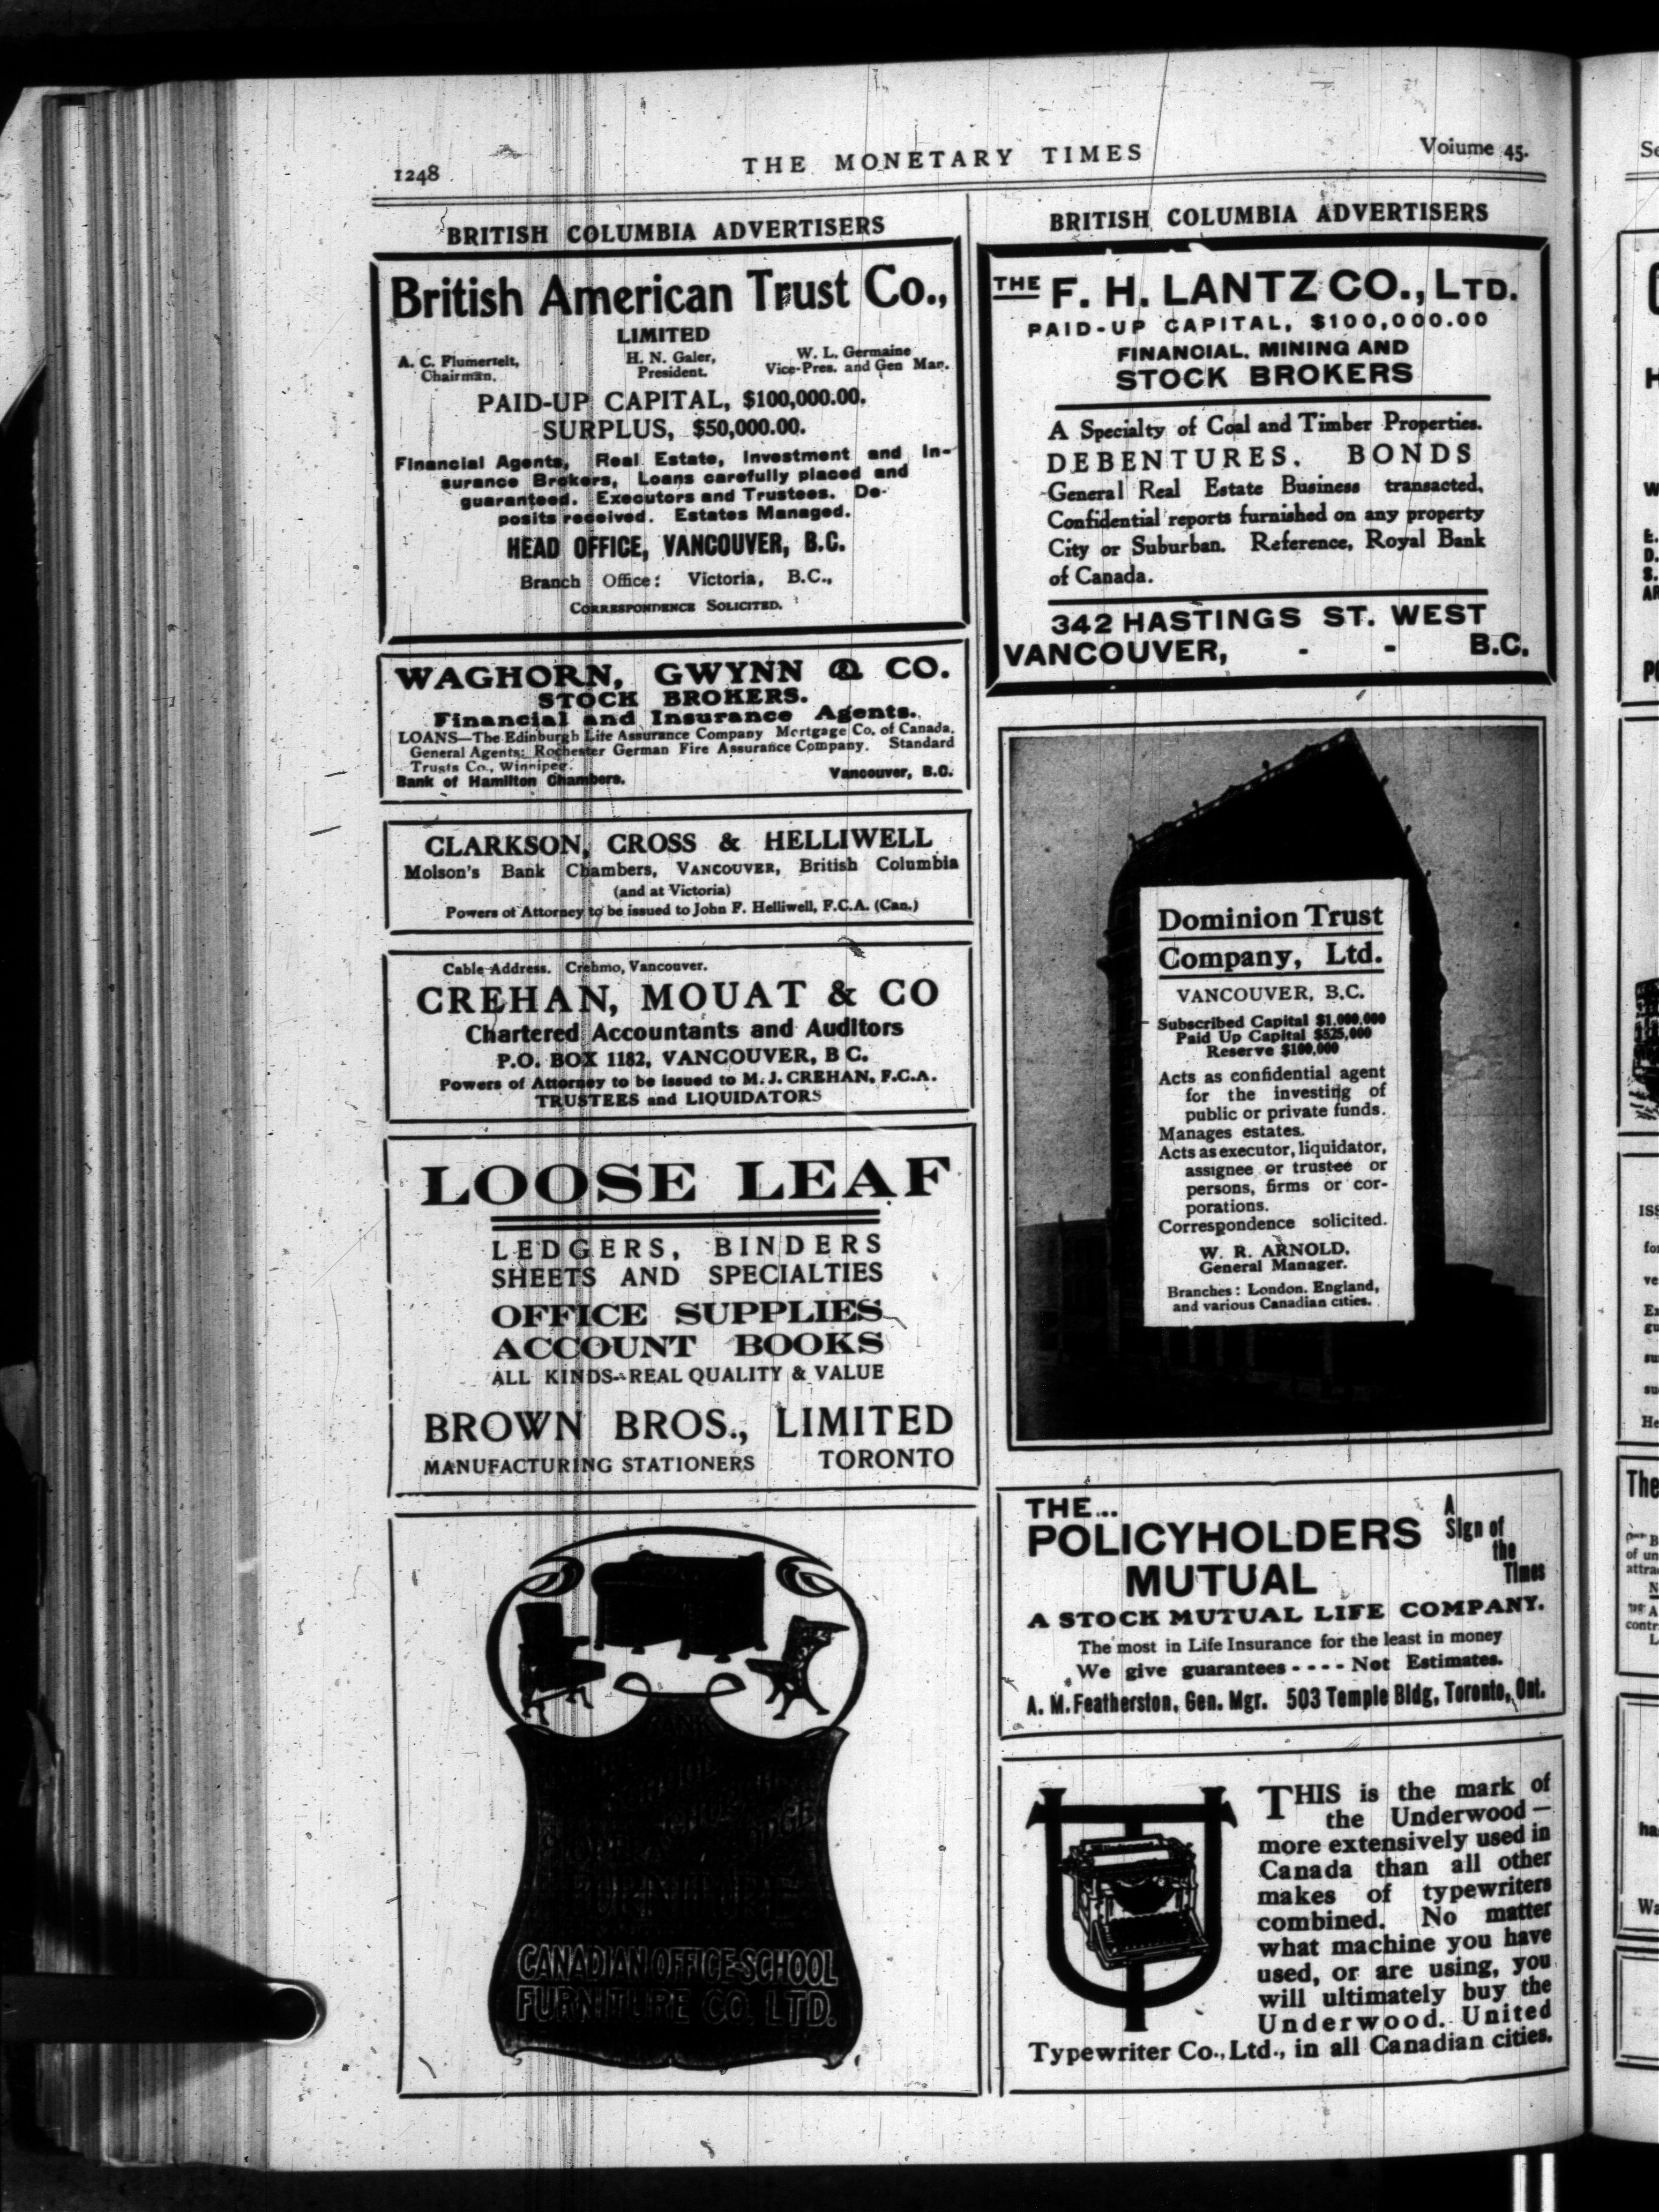 1248
THE MONETARY TIMES
Volume 45.
BRITISH COLUMBIA ADVERTISERS
British American Trust Co.,
LIMITED
A. C. Flumerfelt,
Chairman.
H. N. Galer,
President.
W. L. Germaine
Vice-Pres. and Gen Man.
PAID-UP CAPITAL, $100,000.00.
SURPLUS, $50,000.00.
Financial Agents, Real Estate, Investment and In-
surance Brokers, Loans carefully placed and
guaranteed. Executors and Trustees. De-
posits received. Estates Managed.
HEAD OFFICE, VANCOUVER, B.C.
Branch Office: Victoria, B.C.,
CORRESPONDENCE SOLICITED.
WAGHORN, GWYNN & CO.
STOCK BROKERS.
Financial and Insurance Agents.
LOANS—The Edinburgh Life Assurance Company Mortgage Co. of Canada.
General Agents: Rochester German Fire Assurance Company. Standard
Trusts Co., Winnipeg.
Bank of Hamilton Chambers. Vancouver, B.C.
CLARKSON, CROSS & HELLIWELL
Molson's Bank Chambers, VANCOUVER, British Columbia
(and at Victoria)
Powers of Attorney to be issued to John F. Helliwell, F.C.A. (Can.)
Cable Address. Crehmo, Vancouver.
CREHAN, MOUAT & CO
Chartered Accountants and Auditors
P.O. BOX 1182, VANCOUVER, B C.
Powers of Attorney to be issued to M. J. CREHAN, F.C.A.
TRUSTEES and LIQUIDATORS
LOOSE LEAF
LEDGERS, BINDERS
SHEETS AND SPECIALTIES
OFFICE SUPPLIES
ACCOUNT BOOKS
ALL KINDS--REAL QUALITY & VALUE
BROWN BROS., LIMITED
MANUFACTURING STATIONERS TORONTO
BANK
FURNITURE
CANADIAN OFFICE-SCHOOL
FURNITURE CO. LTD.
BRITISH COLUMBIA ADVERTISERS
THE F. H. LANTZ CO., LTD.
PAID-UP CAPITAL, $100,000.00
FINANCIAL, MINING AND
STOCK BROKERS
A Specialty of Coal and Timber Properties.
DEBENTURES. BONDS
General Real Estate Business transacted.
Confidential reports furnished on any property
City or Suburban. Reference, Royal Bank
of Canada.
342 HASTINGS ST. WEST
VANCOUVER, - - B.C.
Dominion Trust
Company, Ltd.
VANCOUVER, B.C.
Subscribed Capital $1,000,000
Paid Up Capital $525,000
Reserve $100,000
Acts as confidential agent
for the investing of
public or private funds.
Manages estates.
Acts as executor, liquidator,
assignee or trustee or
persons, firms or cor-
porations.
Correspondence solicited.
W. R. ARNOLD.
General Manager.
Branches: London. England,
and various Canadian cities.
THE...
POLICYHOLDERS
MUTUAL
A
Sign of
the
Times
A STOCK MUTUAL LIFE COMPANY.
The most in Life Insurance for the least in money
We give guarantees - - - - Not Estimates.
A. M. Featherston, Gen. Mgr. 503 Temple Bldg, Toronto, Ont.
THIS is the mark of
the Underwood—
more extensively used in
Canada than all other
makes of typewriters
combined. No matter
what machine you have
used, or are using, you
will ultimately buy the
Underwood. United
Typewriter Co., Ltd., in all Canadian cities.